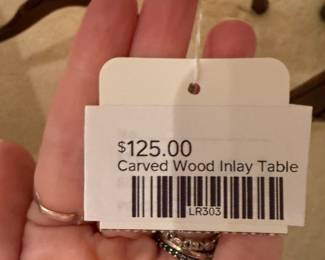 $125.00
Carved Wood Inlay Table
LR303